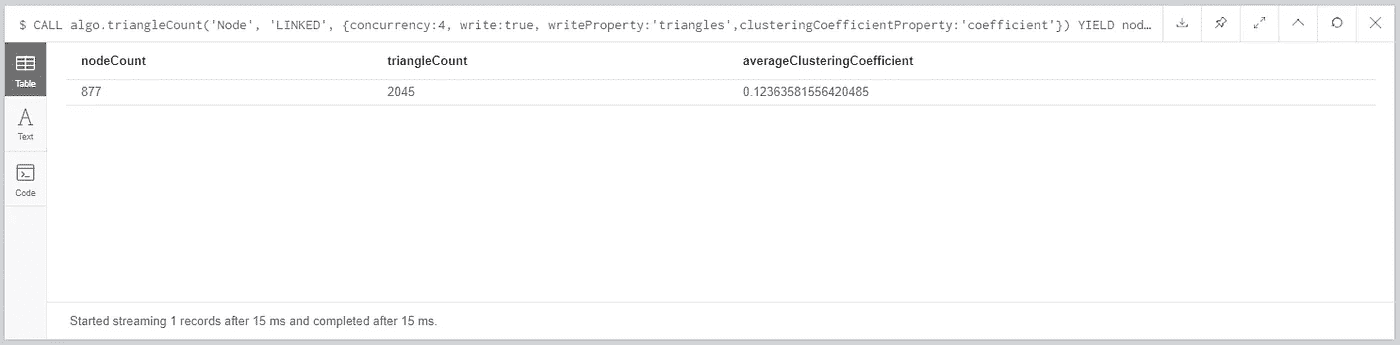 $ CALL algo.triangleCount('Node', 'LINKED', {concurrency:4, write:true, writeProperty:'triangles',clusteringCoefficientProperty:'coefficient'}) YIELD nod…
Table
Text
Code
nodeCount triangleCount averageClusteringCoefficient
877 2045 0.12363581556420485
Started streaming 1 records after 15 ms and completed after 15 ms.